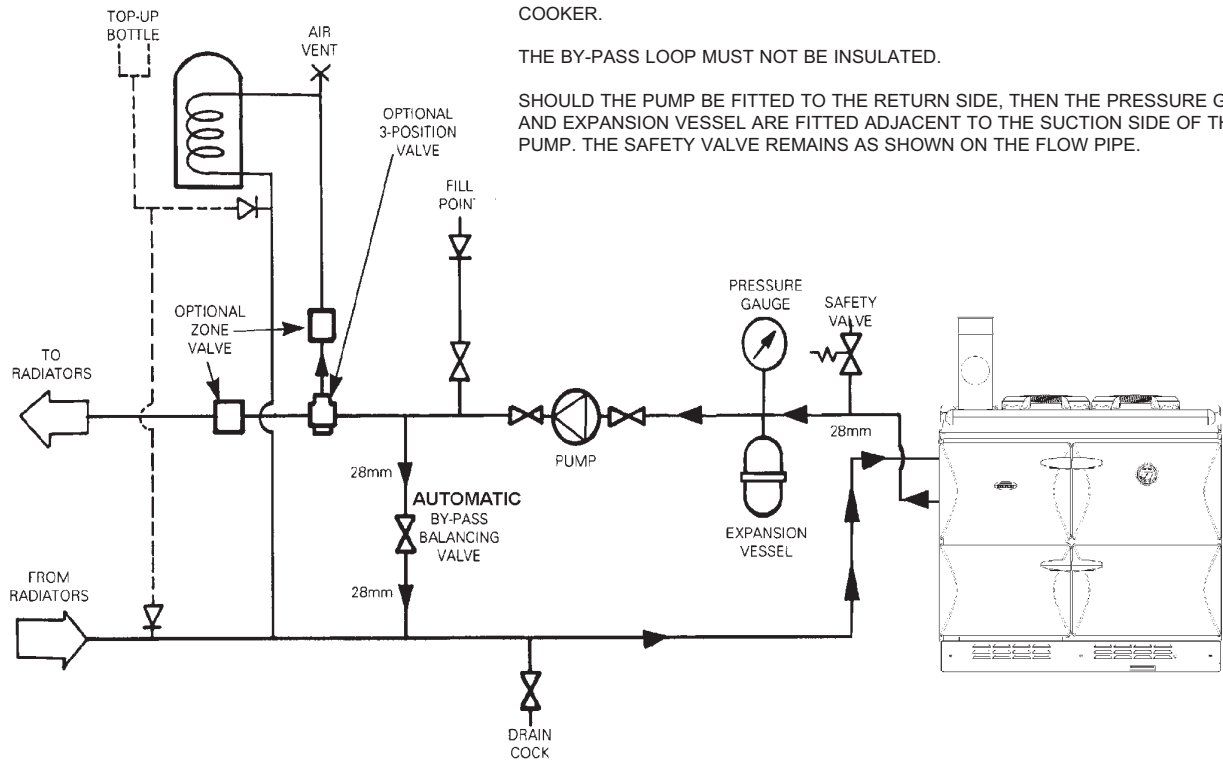 COOKER.
THE BY-PASS LOOP MUST NOT BE INSULATED.
SHOULD THE PUMP BE FITTED TO THE RETURN SIDE, THEN THE PRESSURE
AND EXPANSION VESSEL ARE FITTED ADJACENT TO THE SUCTION SIDE OF
PUMP. THE SAFETY VALVE REMAINS AS SHOWN ON THE FLOW PIPE.
TOP-UP
BOTTLE
AIR
VENT
OPTIONAL
3-POSITION
VALVE
FILL
POINT
PRESSURE
GAUGE
SAFETY
VALVE
OPTIONAL
ZONE
VALVE
TO
RADIATORS
28mm
PUMP
28mm
AUTOMATIC
BY-PASS
BALANCING
VALVE
EXPANSION
VESSEL
28mm
FROM
RADIATORS
DRAIN
COCK